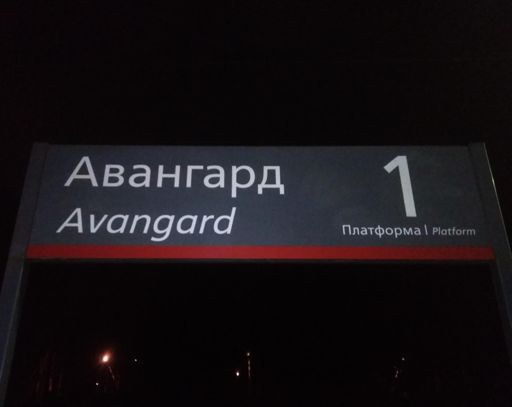 Авангард
Avangard
1
Платформа | Platform